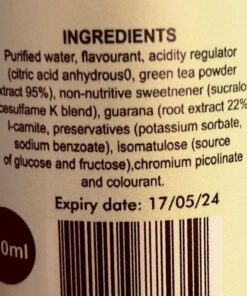 INGREDIENTS
Purified water, flavourant, acidity regulator
(citric acid anhydrous0, green tea powder
extract 95%), non-nutritive sweetnener (sucralo
cesulfame K blend), guarana (root extract 22%
l-camite, preservatives (potassium sorbate,
sodium benzoate), isomatulose (source
of glucose and fructose),chromium picolinate
and colourant.
Expiry date: 17/05/24
0ml